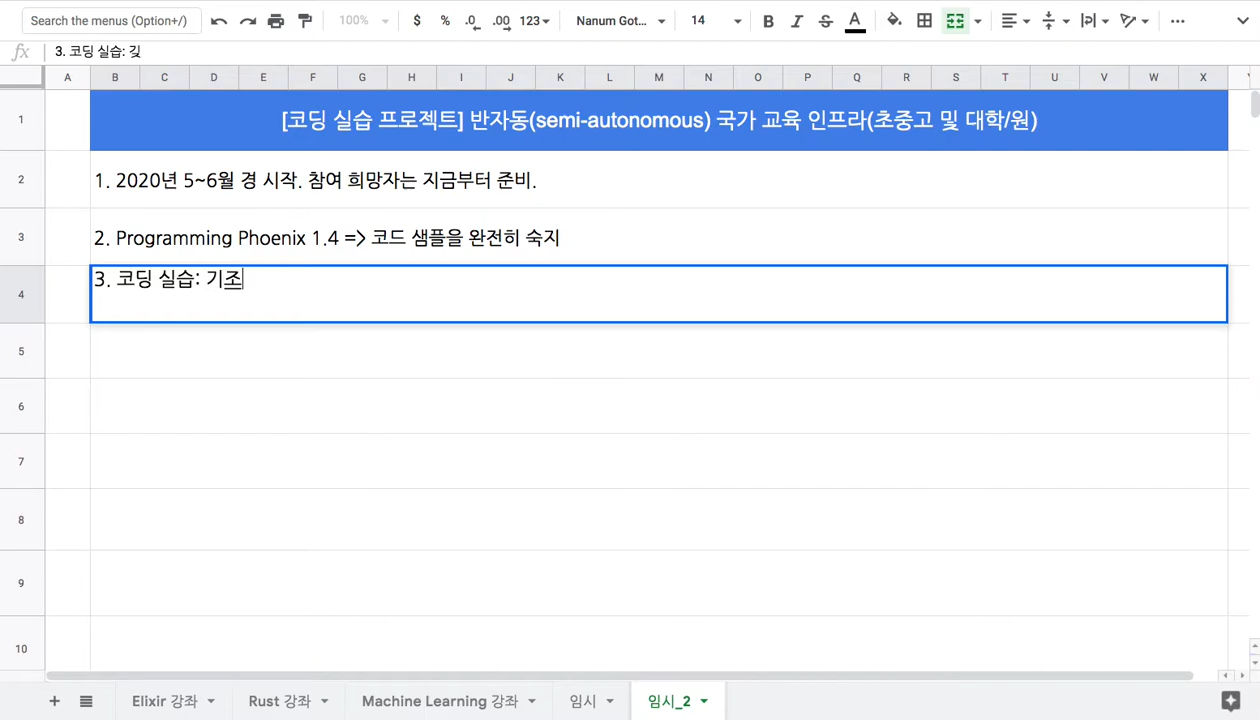 Search the menus (Option+/) 100% $ % .0 .00 123 Nanum Got... 14 B I S A
fx 3. 코딩 실습: 깆
A B C D E F G H I J K L M N O P Q R S T U V W X Y
1 [코딩 실습 프로젝트] 반자동(semi-autonomous) 국가 교육 인프라(초중고 및 대학/원)
2 1. 2020년 5~6월 경 시작. 참여 희망자는 지금부터 준비.
3 2. Programming Phoenix 1.4 => 코드 샘플을 완전히 숙지
4 3. 코딩 실습: 기조
5
6
7
8
9
10
+ Elixir 강좌 Rust 강좌 Machine Learning 강좌 임시 임시_2